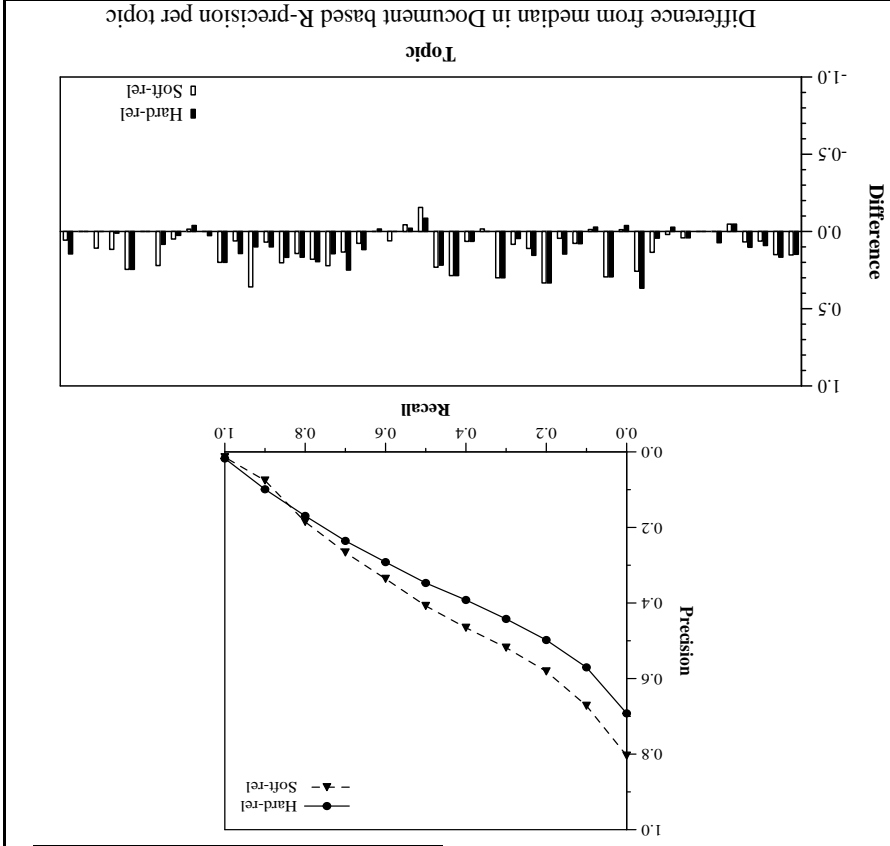 1.0
Hard-rel
Soft-rel
0.8
0.6
Precision
0.4
0.2
0.0
0.0 0.2 0.4 0.6 0.8 1.0
Recall
1.0
0.5
0.0
Difference
-0.5
-1.0
Hard-rel
Soft-rel
Topic
Difference from median in Document based R-precision per topic